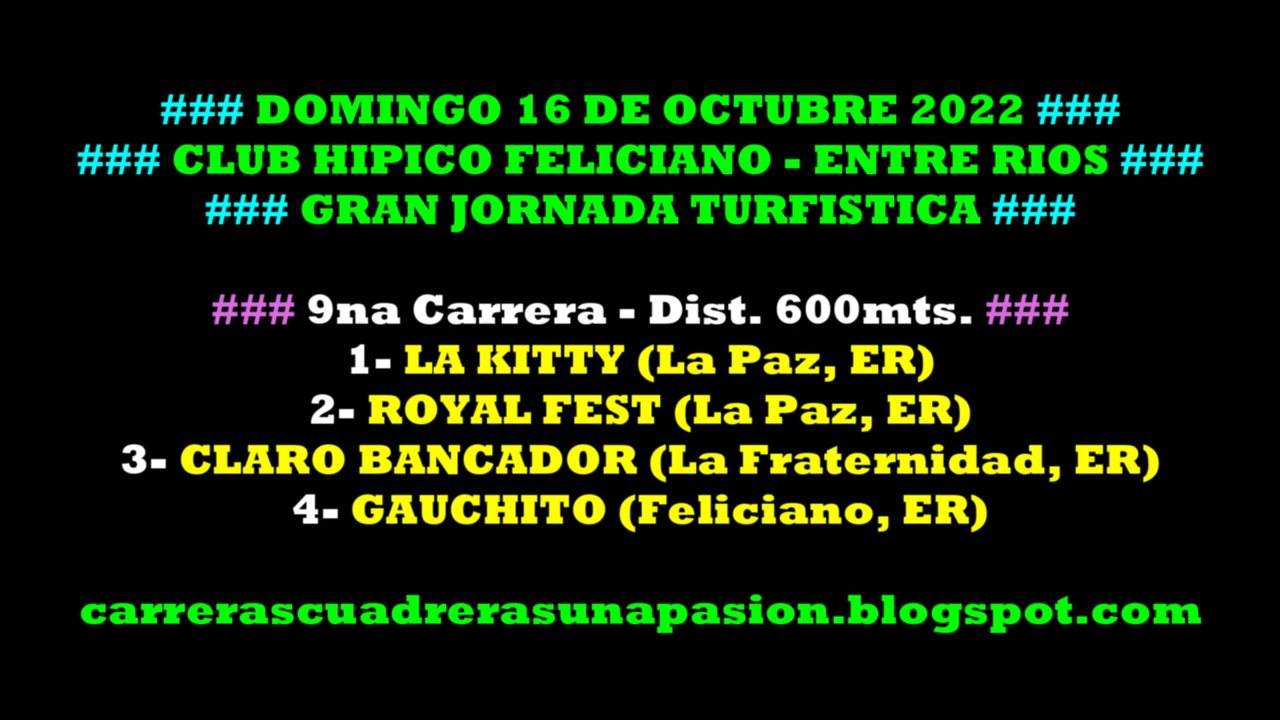 ### DOMINGO 16 DE OCTUBRE 2022 ###
### CLUB HIPICO FELICIANO - ENTRE RIOS ###
### GRAN JORNADA TURFISTICA ###
### 9na Carrera - Dist. 600mts. ###
1- LA KITTY (La Paz, ER)
2- ROYAL FEST (La Paz, ER)
3- CLARO BANCADOR (La Fraternidad, ER)
4- GAUCHITO (Feliciano, ER)
carrerascuadrerasunapasion.blogspot.com